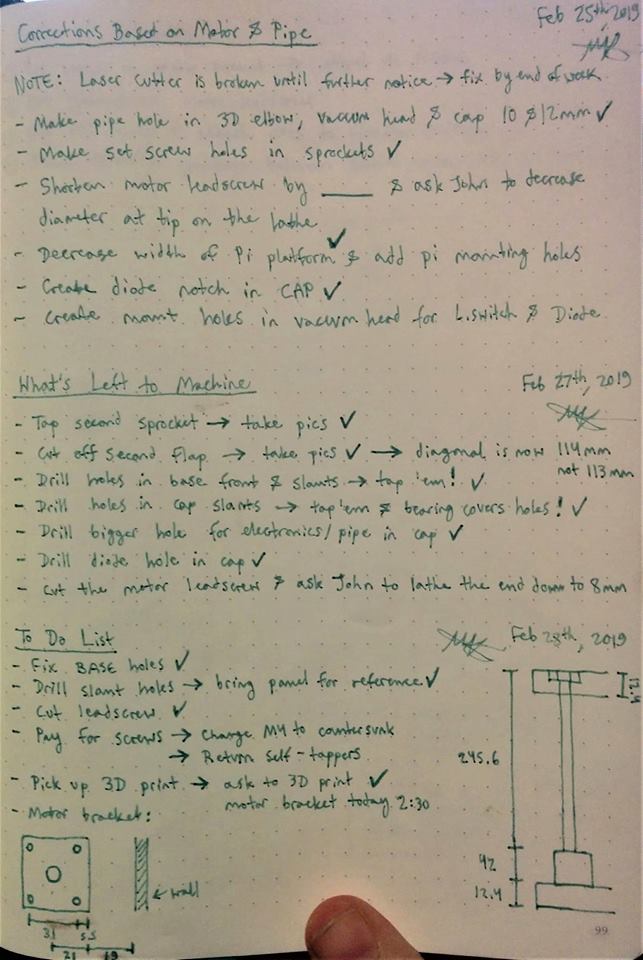 Feb 25th, 2019
Corrections Based on Motor & Pipe
NOTE: Laser cutter is broken until further notice → fix by end of week
- Make pipe hole in 3D elbow, vacuum head & cap 10 & 12mm ✓
- Make set screw holes in sprockets ✓
- Shorten motor leadscrew by ____ & ask John to decrease
diameter at tip on the lathe
- Decrease width of Pi platform ✓ & add pi mounting holes
- Create diode notch in CAP ✓
- Create mount holes in vacuum head for L.switch & Diode
What's Left to Machine
Feb 27th, 2019
- Tap second sprocket → take pics ✓
- Cut off second flap → take pics ✓ → diagonal is now 114mm
not 113mm
- Drill holes in base front & slants → tap 'em! ✓
- Drill holes in cap slants → tap 'em & bearing covers holes! ✓
- Drill bigger hole for electronics/pipe in cap ✓
- Drill diode hole in cap ✓
- Cut the motor leadscrew & ask John to lathe the end down to 8mm
To Do List
Feb 28th, 2019
- Fix BASE holes ✓
- Drill slant holes → bring panel for reference ✓
- Cut leadscrew ✓
- Pay for screws → Change M4 to countersunk
→ Return self-tappers
- Pick up 3D print → ask to 3D print ✓
motor bracket today 2:30
- Motor bracket:
245.6
42
12.4
← wall
31
5.5
21
19
99